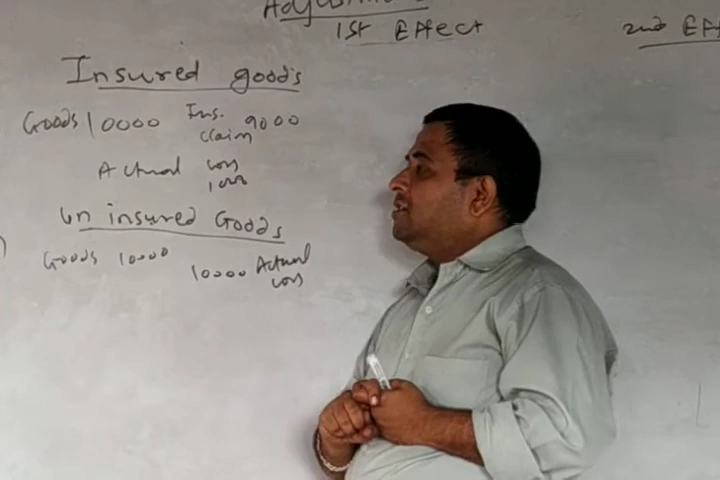 Adjustment
1st Effect
2nd Eff
Insured goods
Goods 10000 Ins. claim 9000
Actual loss
1000
Un insured Goods
Goods 10000
10000 Actual
loss